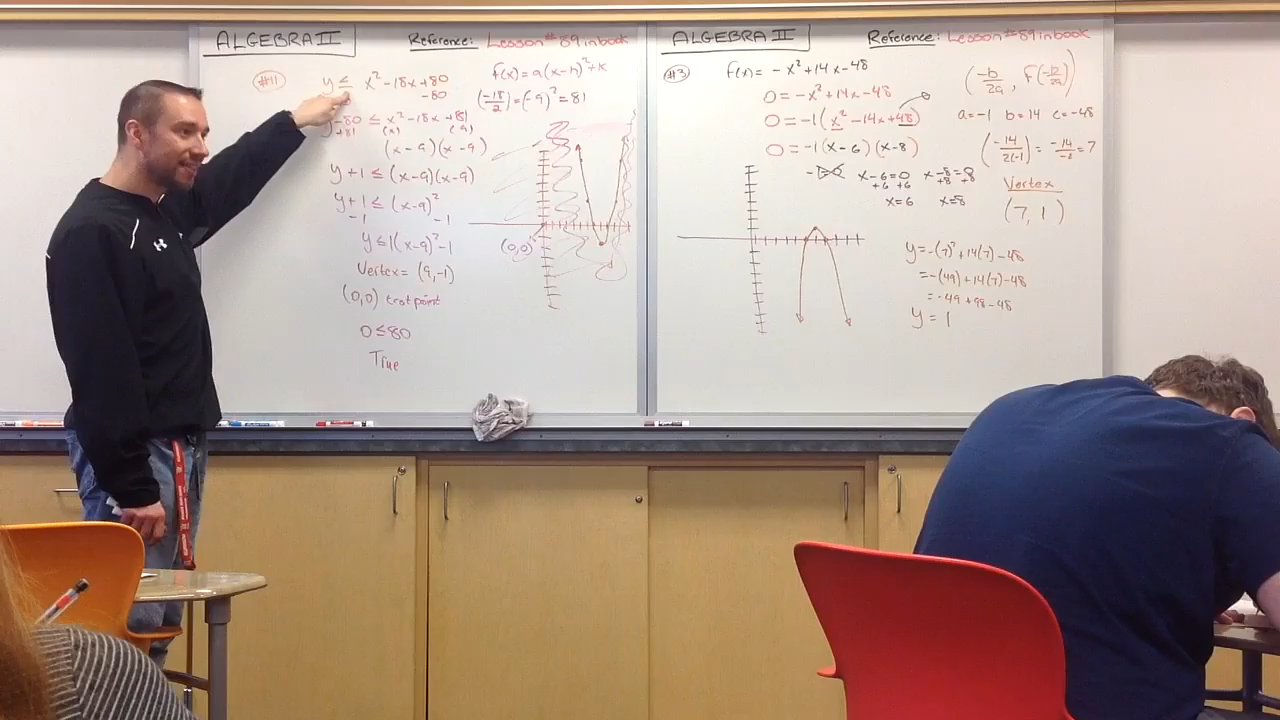 ALGEBRA II Reference: Lesson #89 in book
#11 y ≤ x² - 18x + 80
-80
f(x) = a(x-h)² + k
(-18/2) = (-9)² = 81
y - 80 ≤ x² - 18x + 81
+81 (x) (9)
(x - 9)(x - 9)
y + 1 ≤ (x-9)(x-9)
y + 1 ≤ (x-9)²
-1 -1
y ≤ 1(x-9)² - 1
Vertex = (9,-1)
(0,0) test point
0 ≤ 80
True
(0,0)
ALGEBRA II Reference: Lesson #89 in book
#3 f(x) = -x² + 14x - 48
0 = -x² + 14x - 48
0 = -1(x² - 14x + 48)
0 = -1(x-6)(x-8)
x-6=0 x-8=0
+6 +6 +8 +8
x=6 x=8
(-b/2a, f(-b/2a))
a=-1 b=14 c=-48
(-14/2(-1)) = -14/-2 = 7
Vertex
(7, 1)
y = -(7)² + 14(7) - 48
= -(49) + 14(7) - 48
= -49 + 98 - 48
y = 1